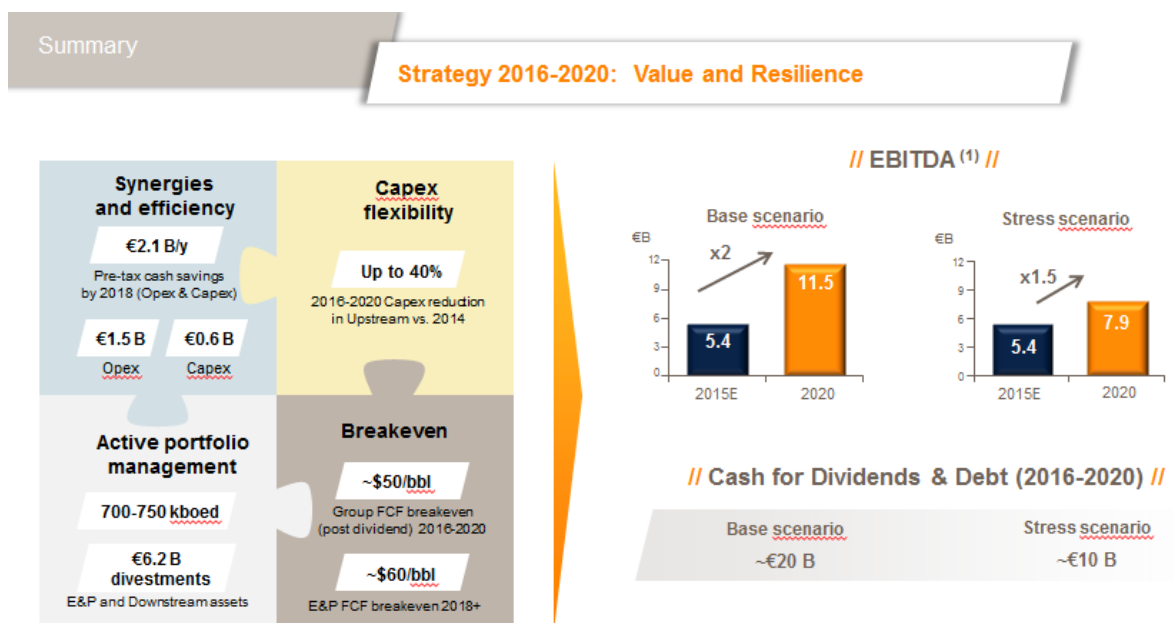 Summary
Strategy 2016-2020: Value and Resilience
Synergies
and efficiency
€2.1 B/y
Pre-tax cash savings
by 2018 (Opex & Capex)
€1.5 B
€0.6 B
Opex
Capex
Capex
flexibility
Up to 40%
2016-2020 Capex reduction
in Upstream vs. 2014
Active portfolio
management
700-750 kboed
€6.2 B
divestments
E&P and Downstream assets
Breakeven
~$50/bbl
Group FCF breakeven
(post dividend) 2016-2020
~$60/bbl
E&P FCF breakeven 2018+
// EBITDA (1) //
Base scenario
€B
12
9
6
3
0
x2
5.4
11.5
2015E
2020
Stress scenario
€B
12
9
6
3
0
x1.5
5.4
7.9
2015E
2020
// Cash for Dividends & Debt (2016-2020) //
Base scenario
~€20 B
Stress scenario
~€10 B